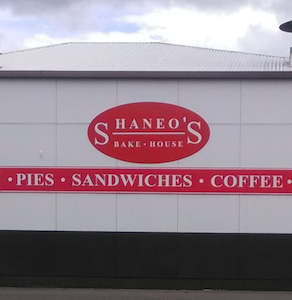 SHANEO'S
BAKE · HOUSE
· PIES · SANDWICHES · COFFEE ·